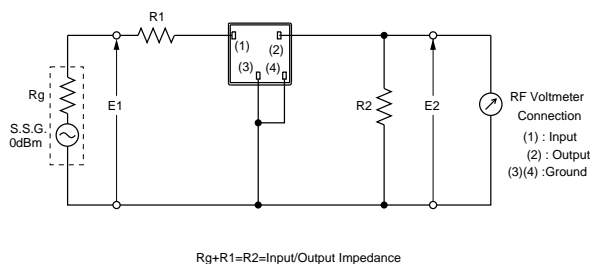 R1
(1)
(2)
(3)
(4)
Rg
S.S.G.
0dBm
E1
R2
E2
RF Voltmeter
Connection
(1) : Input
(2) : Output
(3)(4) :Ground
Rg+R1=R2=Input/Output Impedance